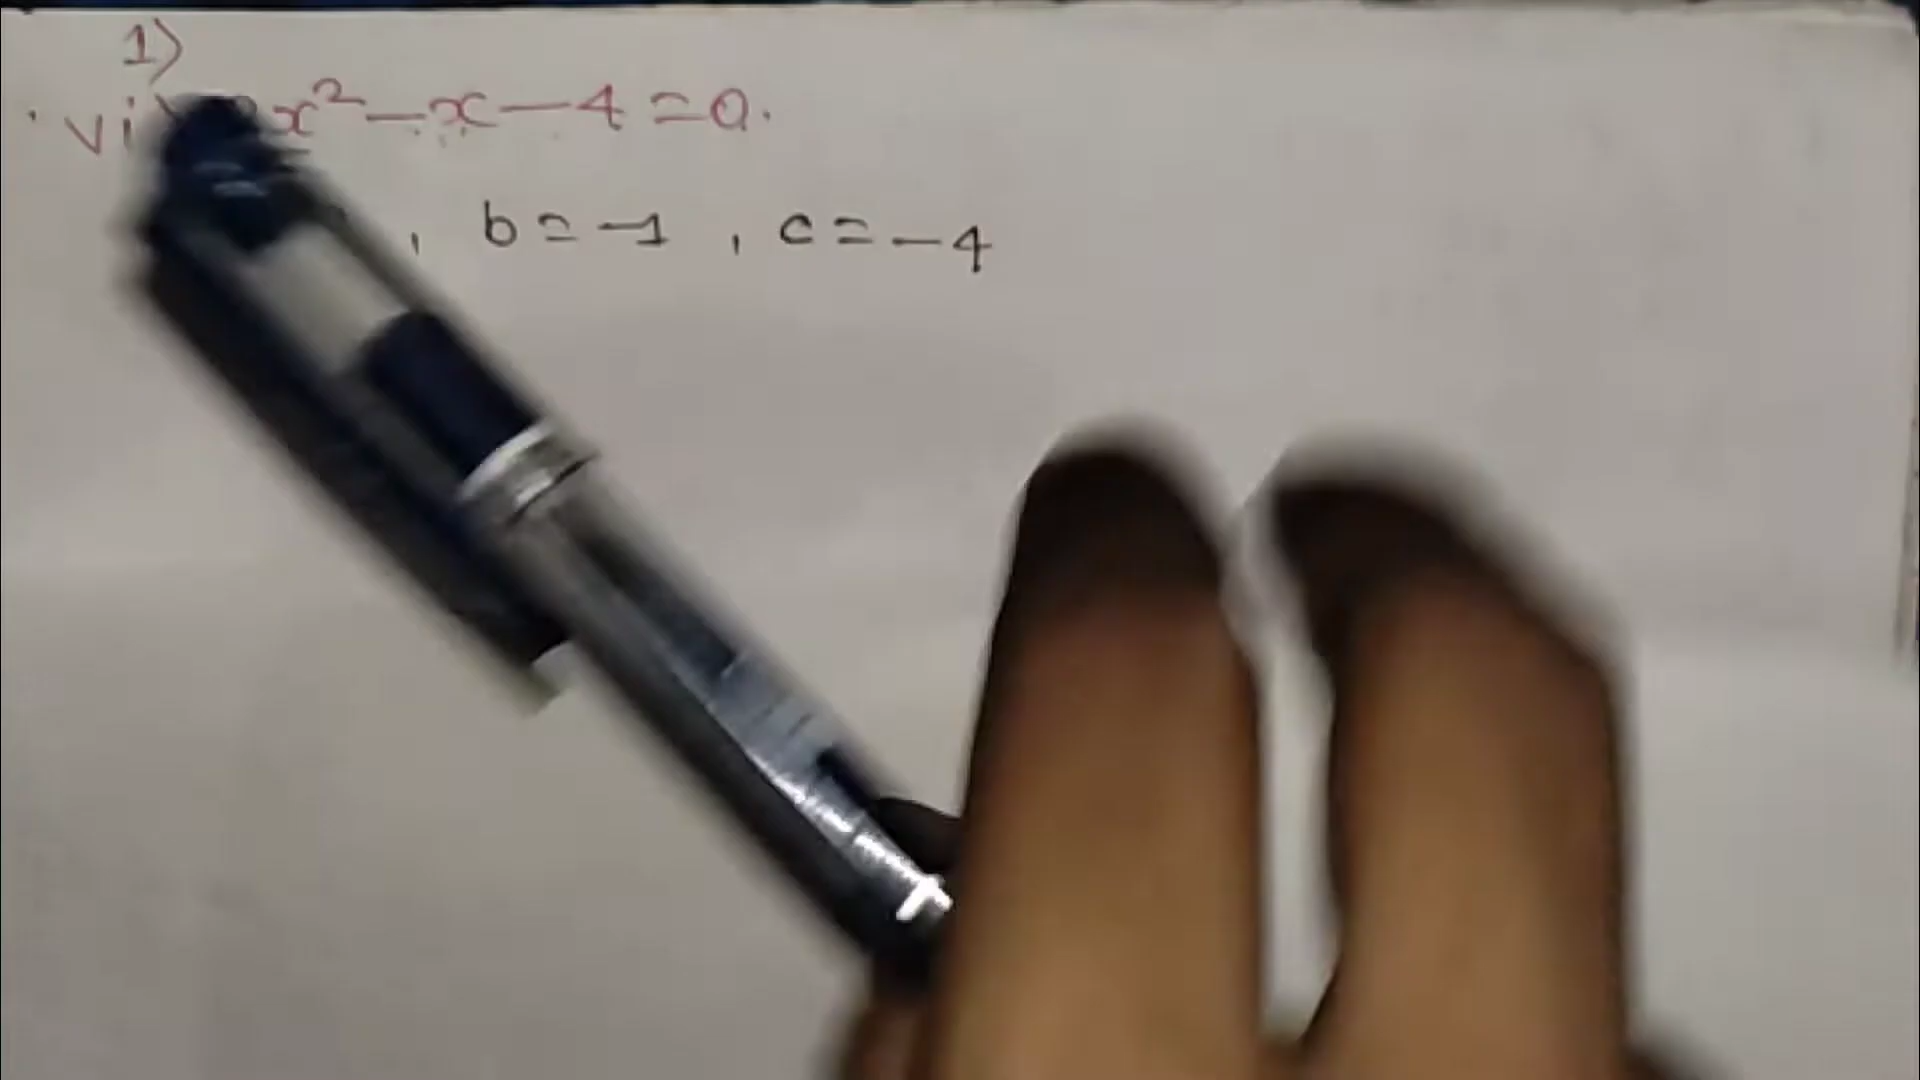 1)
vi x² – x – 4 = 0.
, b = –1 , c = –4